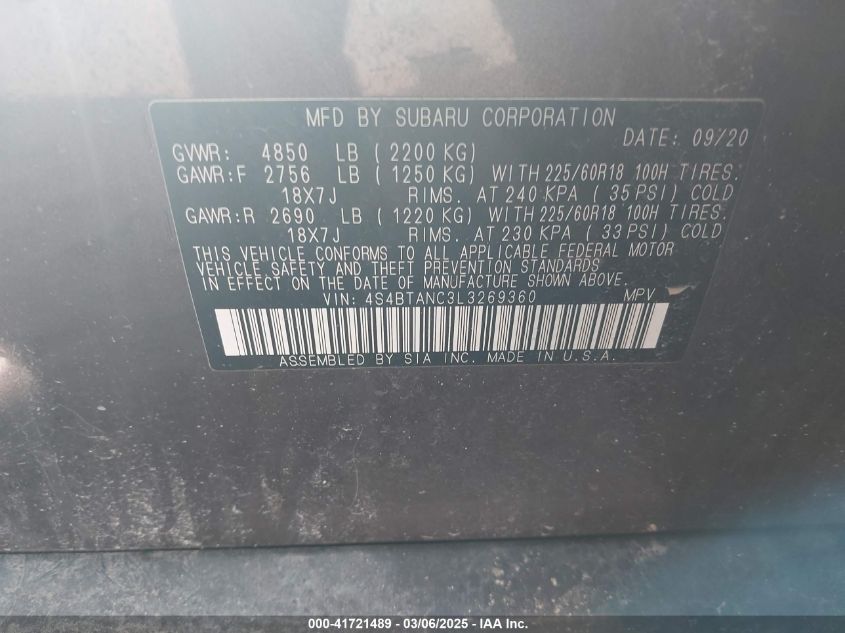 MFD BY SUBARU CORPORATION
DATE: 09/20
GVWR: 4850 LB (2200 KG)
GAWR:F 2756 LB (1250 KG) WITH 225/60R18 100H TIRES.
18X7J RIMS. AT 240 KPA (35 PSI) COLD
GAWR:R 2690 LB (1220 KG) WITH 225/60R18 100H TIRES.
18X7J RIMS. AT 230 KPA (33 PSI) COLD
THIS VEHICLE CONFORMS TO ALL APPLICABLE FEDERAL MOTOR
VEHICLE SAFETY AND THEFT PREVENTION STANDARDS
IN EFFECT ON THE DATE OF MANUFACTURE SHOWN ABOVE.
VIN: 4S4BTANC3L3269360 MPV
ASSEMBLED BY SIA INC. MADE IN U.S.A.
000-41721489 - 03/06/2025 - IAA Inc.